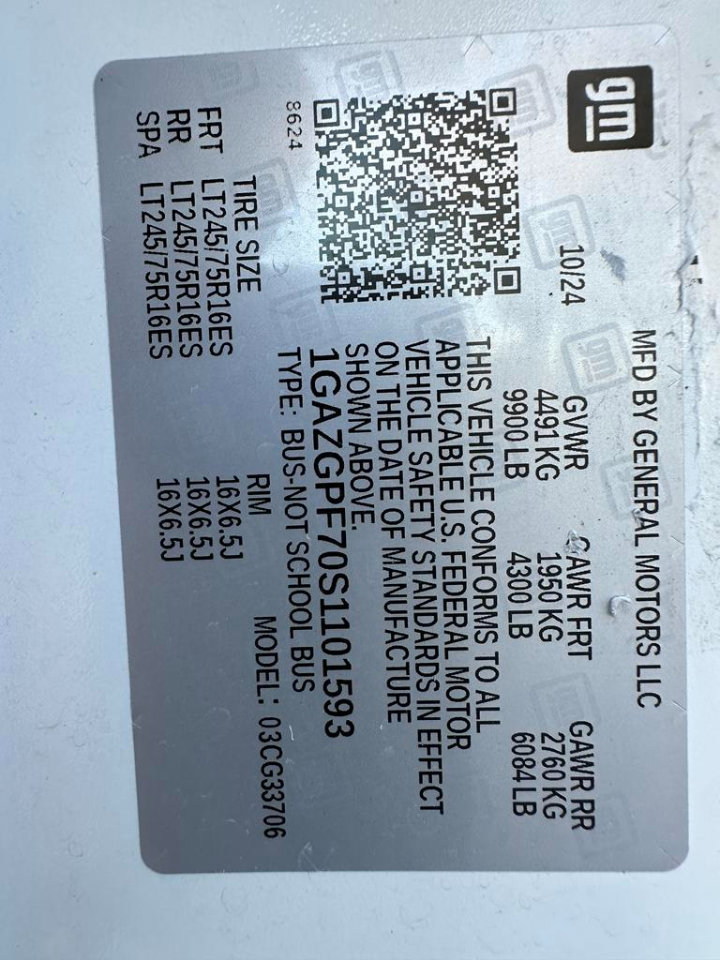 gm
MFD BY GENERAL MOTORS LLC
10/24
GVWR GAWR FRT GAWR RR
4491 KG 1950 KG 2760 KG
9900 LB 4300 LB 6084 LB
THIS VEHICLE CONFORMS TO ALL
APPLICABLE U.S. FEDERAL MOTOR
VEHICLE SAFETY STANDARDS IN EFFECT
ON THE DATE OF MANUFACTURE
SHOWN ABOVE.
1GAZGPF70S1101593
TYPE: BUS-NOT SCHOOL BUS
8624
MODEL: 03CG33706
TIRE SIZE RIM
FRT LT245/75R16ES 16X6.5J
RR LT245/75R16ES 16X6.5J
SPA LT245/75R16ES 16X6.5J